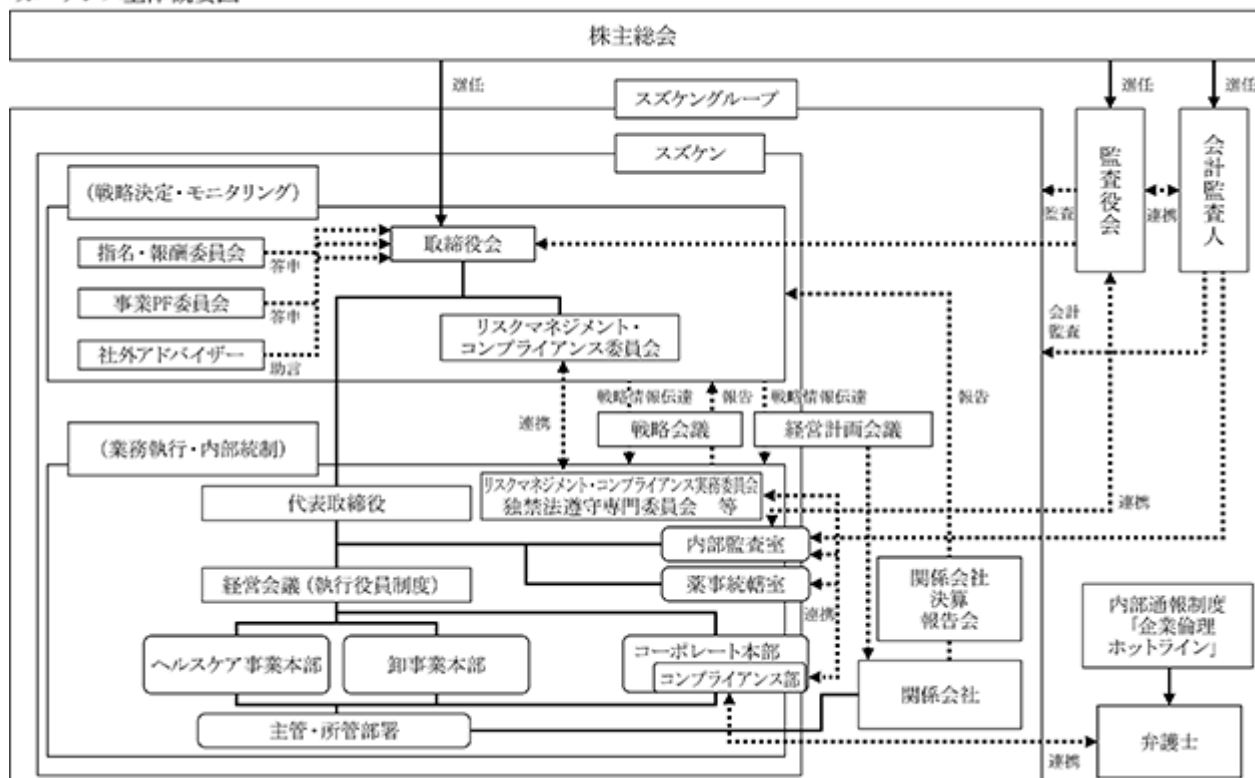 株主総会
選任
選任
選任
スズケングループ
スズケン
(戦略決定・モニタリング)
監査役会
会計監査人
監査
連携
指名・報酬委員会
答申
取締役会
事業PF委員会
答申
社外アドバイザー
助言
リスクマネジメント・
コンプライアンス委員会
会計
監査
戦略情報伝達
報告
戦略情報伝達
報告
連携
戦略会議
経営計画会議
(業務執行・内部統制)
代表取締役
リスクマネジメント・コンプライアンス実務委員会
独禁法遵守専門委員会 等
連携
内部監査室
経営会議(執行役員制度)
薬事統轄室
連携
関係会社
決算
報告会
内部通報制度
「企業倫理
ホットライン」
ヘルスケア事業本部
卸事業本部
コーポレート本部
コンプライアンス部
関係会社
主管・所管部署
弁護士
連携